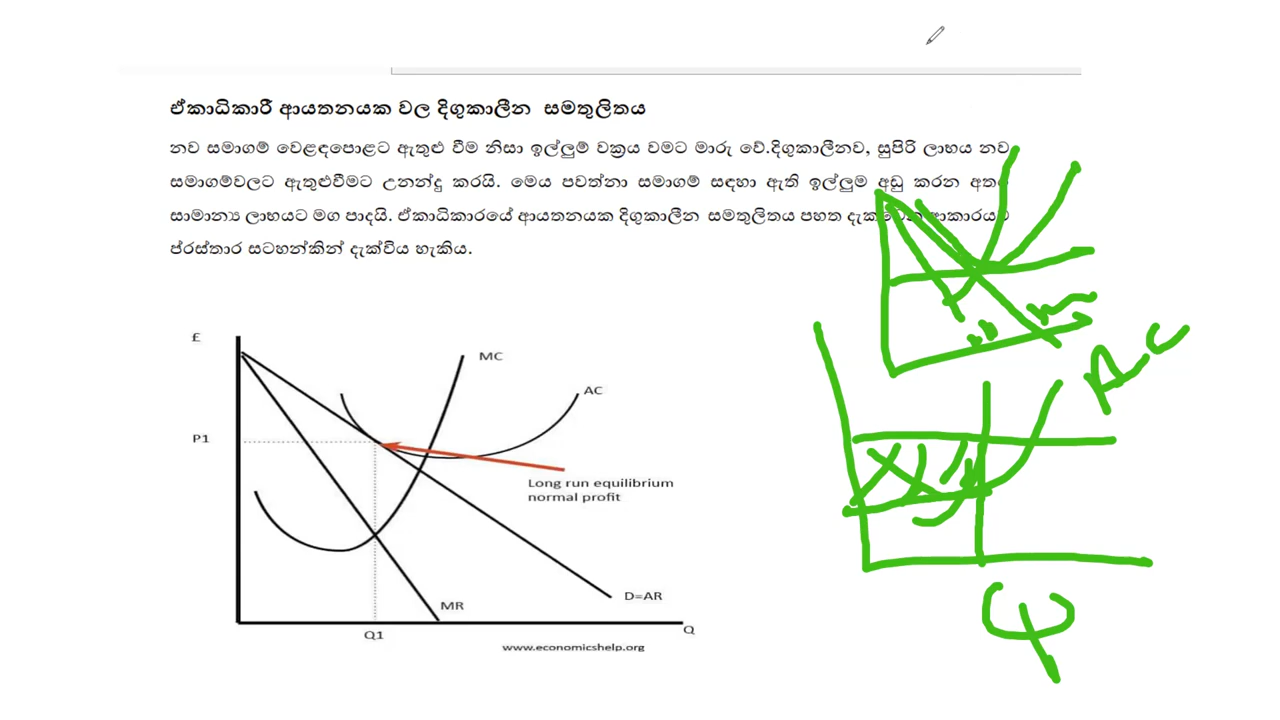 ඒකාධිකාරී ආයතනයක වල දිගුකාලීන සමතුලිතය
නව සමාගම් වෙළඳපොළට ඇතුළු වීම නිසා ඉල්ලුම් වක්‍රය වමට මාරු වේ.දිගුකාලීනව, සුපිරි ලාභය නව
සමාගම්වලට ඇතුළුවීමට උනන්දු කරයි. මෙය පවත්නා සමාගම් සඳහා ඇති ඉල්ලුම අඩු කරන අතර
සාමාන්‍ය ලාභයට මග පාදයි. ඒකාධිකාරයේ ආයතනයක දිගුකාලීන සමතුලිතය පහත දැක්වෙන ආකාරයට
ප්රස්තාර සටහන්කින් දැක්විය හැකිය.
£
MC
AC
P1
Long run equilibrium
normal profit
D=AR
MR
Q
Q1
www.economicshelp.org
AC